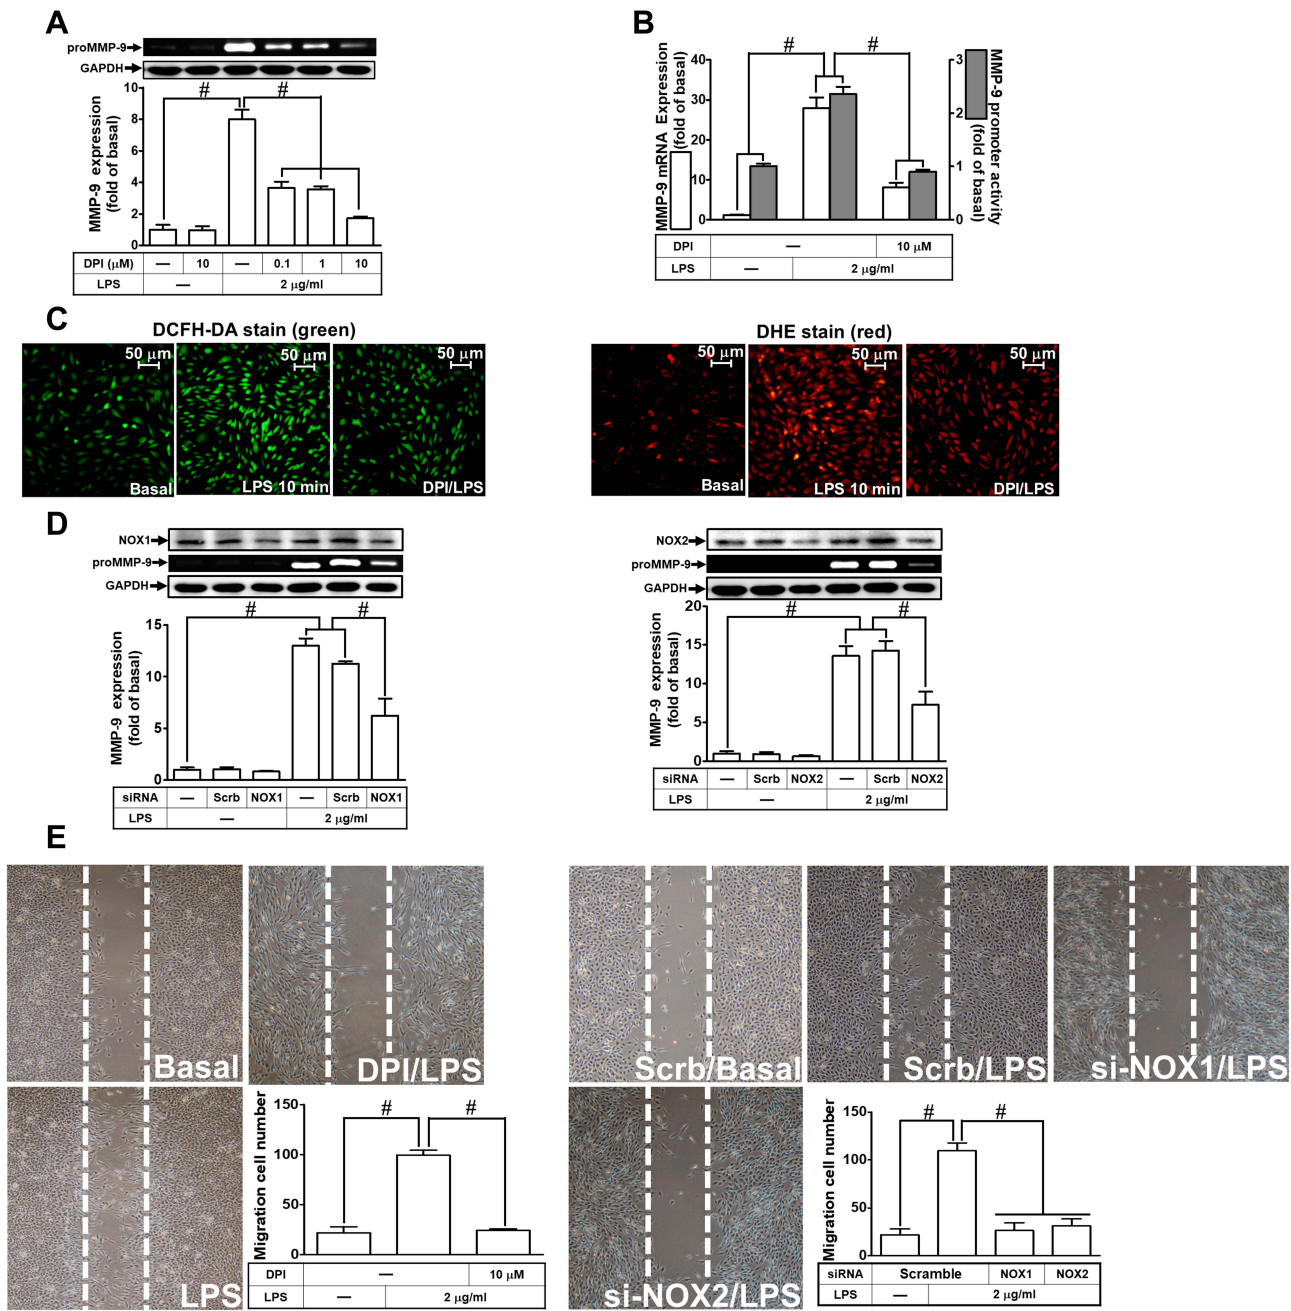 A
proMMP-9
GAPDH
MMP-9 expression
(fold of basal)
10
8
6
4
2
0
# #
DPI (μM) — 10 — 0.1 1 10
LPS — 2 μg/ml
B
MMP-9 mRNA Expression
(fold of basal)
40
30
20
10
0
# #
3
2
1
0
MMP-9 promoter activity
(fold of basal)
DPI — 10 μM
LPS — 2 μg/ml
C
DCFH-DA stain (green)
50 μm 50 μm 50 μm
Basal LPS 10 min DPI/LPS
DHE stain (red)
50 μm 50 μm 50 μm
Basal LPS 10 min DPI/LPS
D
NOX1
proMMP-9
GAPDH
MMP-9 expression
(fold of basal)
15
10
5
0
# #
siRNA — Scrb NOX1 — Scrb NOX1
LPS — 2 μg/ml
NOX2
proMMP-9
GAPDH
MMP-9 expression
(fold of basal)
20
15
10
5
0
# #
siRNA — Scrb NOX2 — Scrb NOX2
LPS — 2 μg/ml
E
Basal
DPI/LPS
LPS
Migration cell number
150
100
50
0
# #
DPI — 10 μM
LPS — 2 μg/ml
Scrb/Basal
Scrb/LPS
si-NOX1/LPS
si-NOX2/LPS
Migration cell number
150
100
50
0
# #
siRNA Scramble NOX1 NOX2
LPS — 2 μg/ml